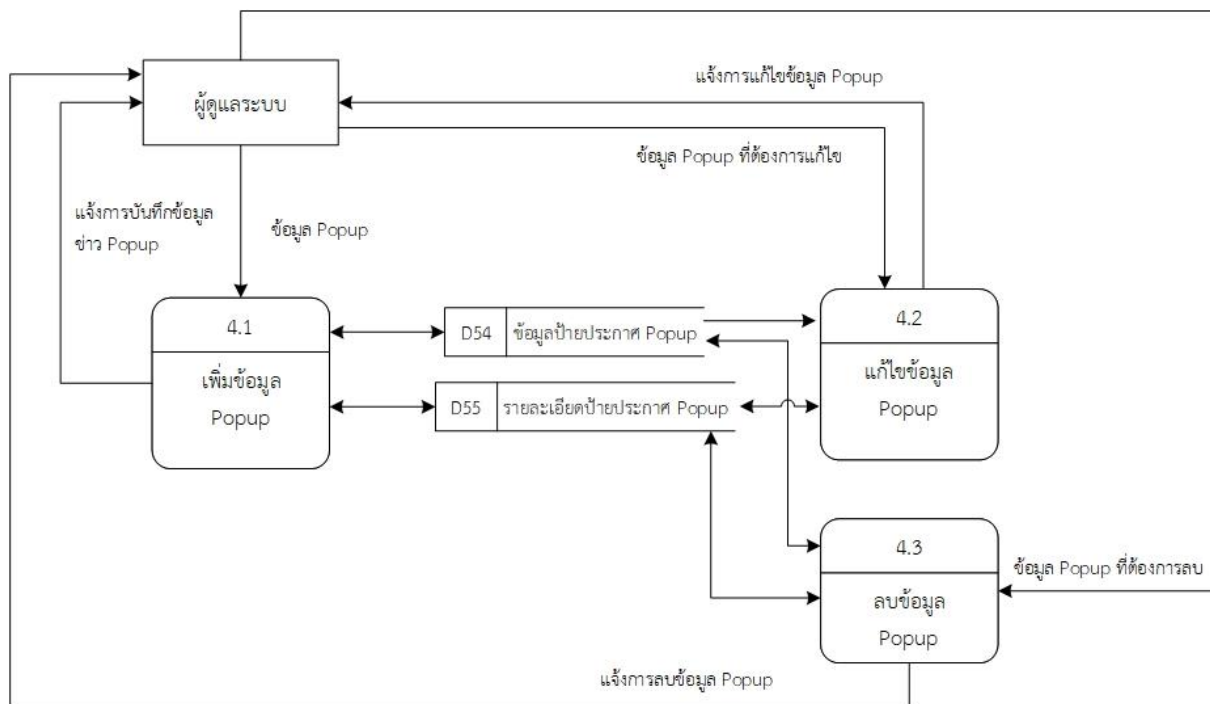 แจ้งการแก้ไขข้อมูล Popup
ผู้ดูแลระบบ
ข้อมูล Popup ที่ต้องการแก้ไข
แจ้งการบันทึกข้อมูล
ข่าว Popup
ข้อมูล Popup
4.1
เพิ่มข้อมูล
Popup
D54 ข้อมูลป้ายประกาศ Popup
D55 รายละเอียดป้ายประกาศ Popup
4.2
แก้ไขข้อมูล
Popup
4.3
ลบข้อมูล
Popup
ข้อมูล Popup ที่ต้องการลบ
แจ้งการลบข้อมูล Popup